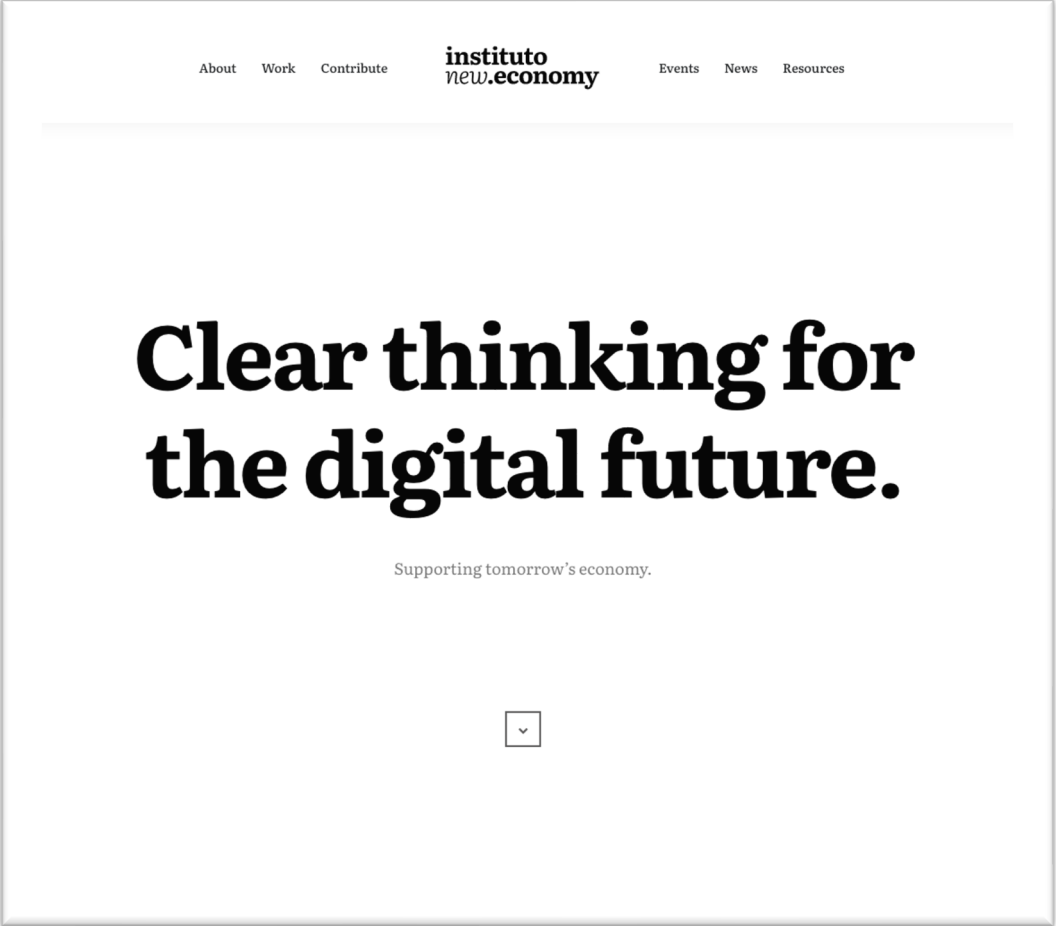 About Work Contribute
instituto
new.economy
Events News Resources
Clear thinking for
the digital future.
Supporting tomorrow’s economy.